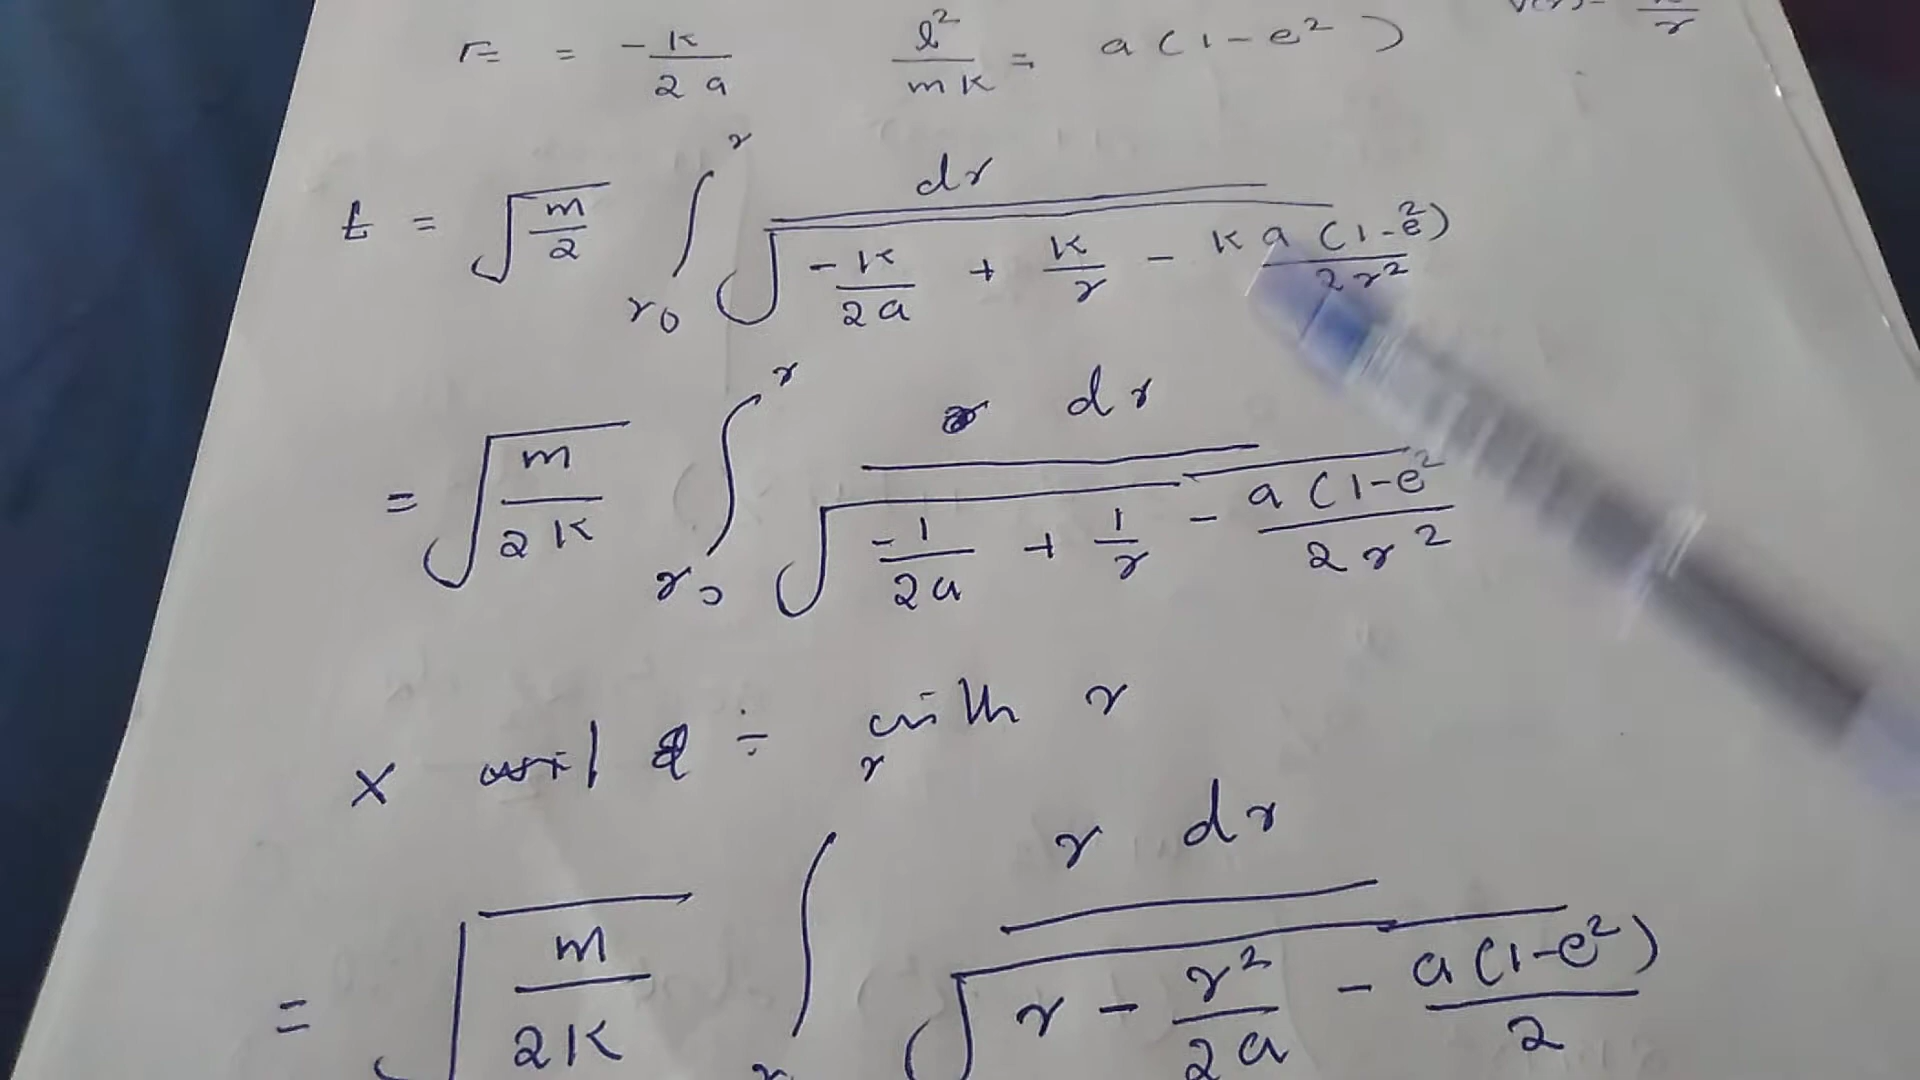 E = -k/2a l²/mk = a(1-e²)
t = √(m/2) ∫_{r0}^{r} dr / √(-k/2a + k/r - ka(1-e²)/2r²)
= √(m/2k) ∫_{r0}^{r} dr / √(-1/2a + 1/r - a(1-e²/2r²
x and ÷ with r
= √(m/2k) ∫^{r} r dr / √(r - r²/2a - a(1-e²)/2)